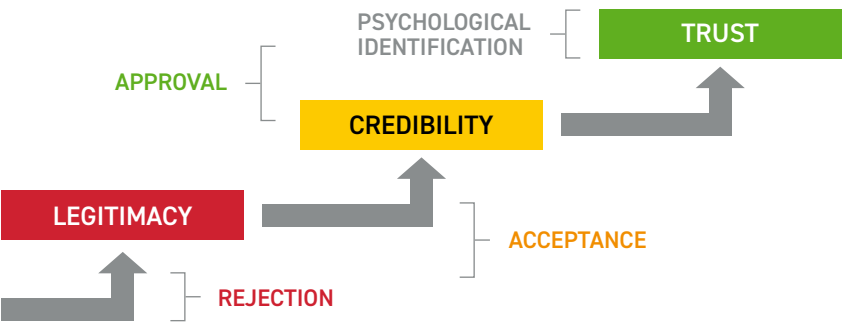 PSYCHOLOGICAL
IDENTIFICATION
TRUST
APPROVAL
CREDIBILITY
LEGITIMACY
ACCEPTANCE
REJECTION